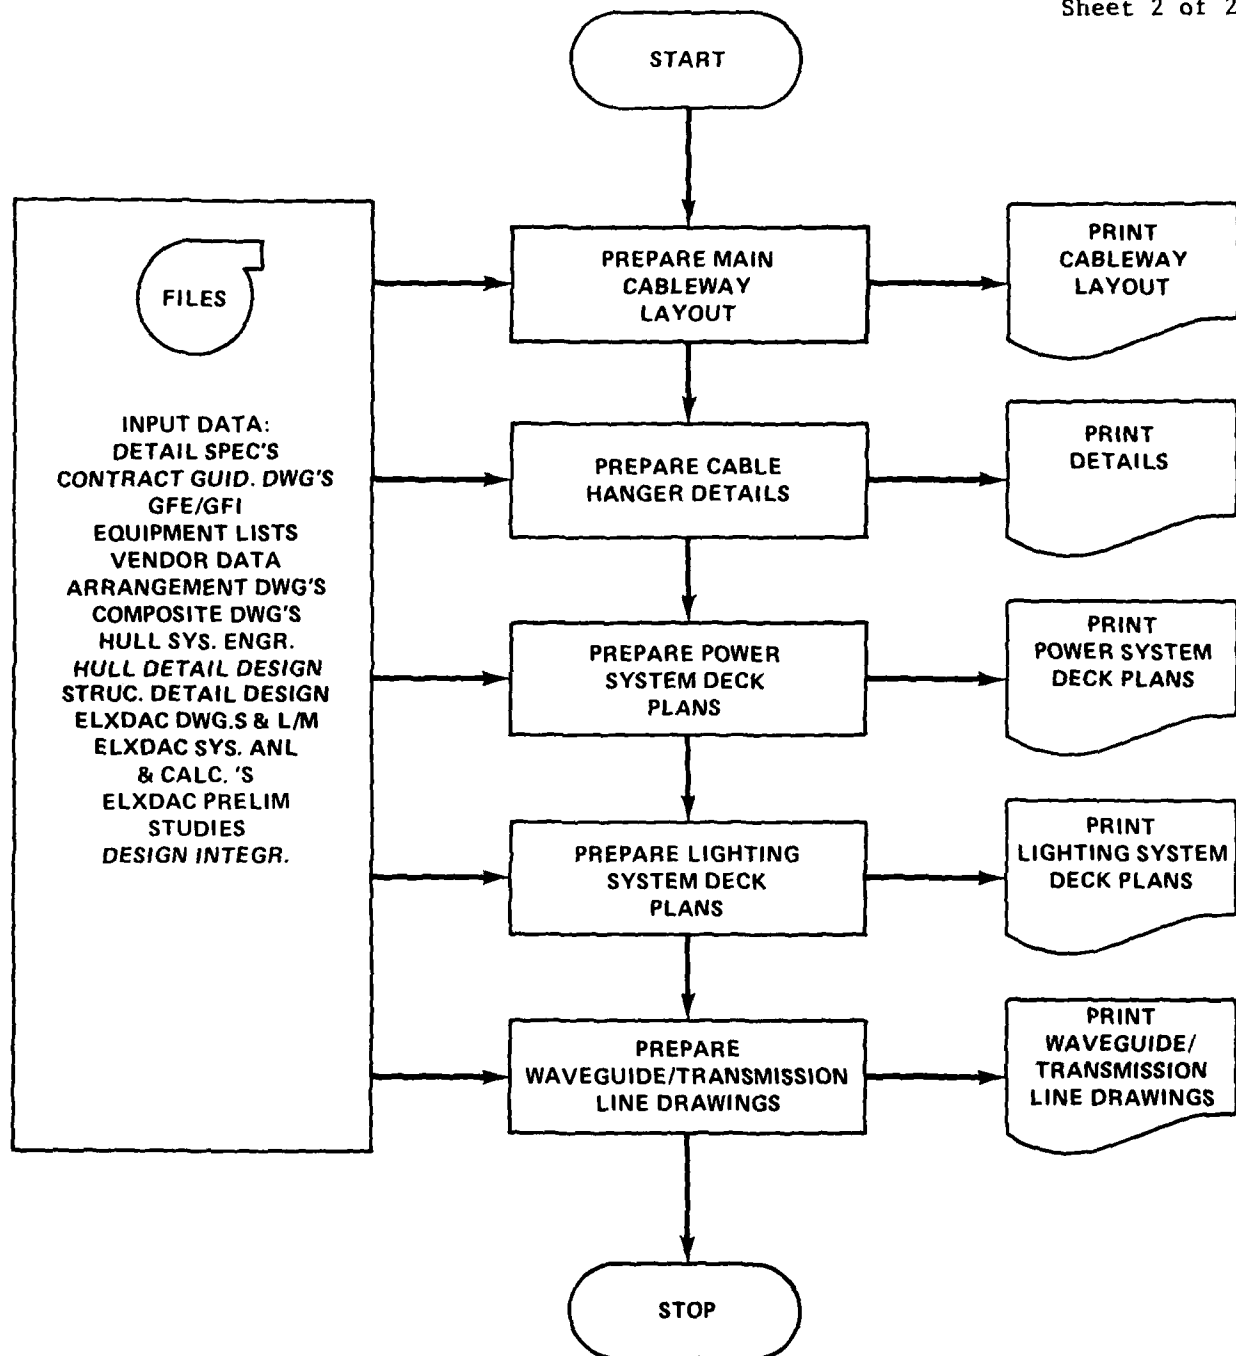 Sheet 2 of 2
START
FILES
INPUT DATA:
DETAIL SPEC'S
CONTRACT GUID. DWG'S
GFE/GFI
EQUIPMENT LISTS
VENDOR DATA
ARRANGEMENT DWG'S
COMPOSITE DWG'S
HULL SYS. ENGR.
HULL DETAIL DESIGN
STRUC. DETAIL DESIGN
ELXDAC DWG.S & L/M
ELXDAC SYS. ANL
& CALC. 'S
ELXDAC PRELIM
STUDIES
DESIGN INTEGR.
PREPARE MAIN
CABLEWAY
LAYOUT
PRINT
CABLEWAY
LAYOUT
PREPARE CABLE
HANGER DETAILS
PRINT
DETAILS
PREPARE POWER
SYSTEM DECK
PLANS
PRINT
POWER SYSTEM
DECK PLANS
PREPARE LIGHTING
SYSTEM DECK
PLANS
PRINT
LIGHTING SYSTEM
DECK PLANS
PREPARE
WAVEGUIDE/TRANSMISSION
LINE DRAWINGS
PRINT
WAVEGUIDE/
TRANSMISSION
LINE DRAWINGS
STOP